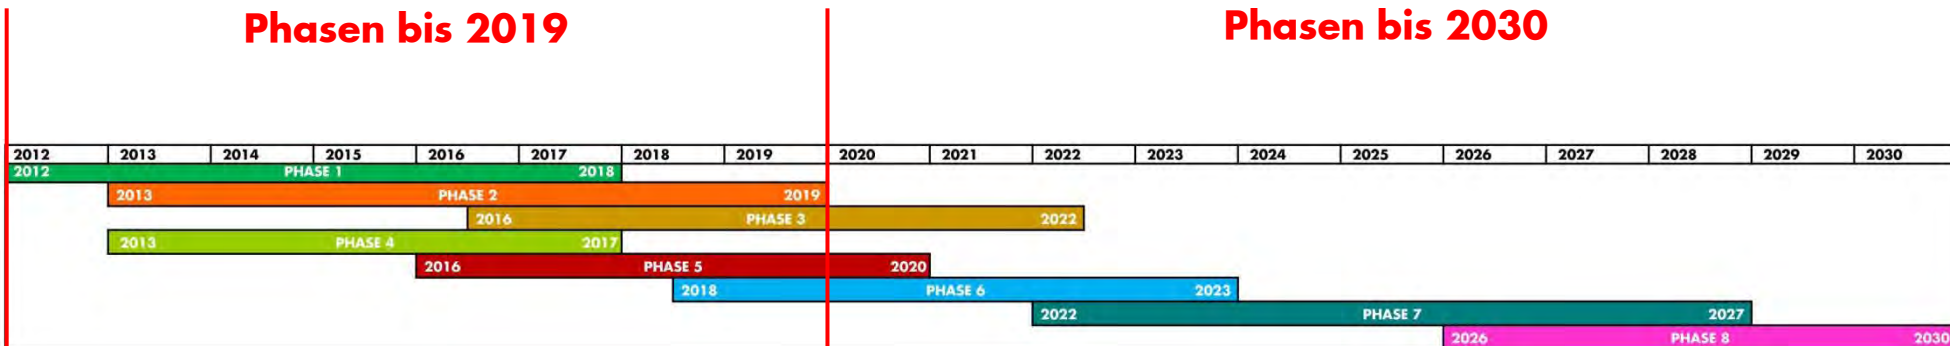 Phasen bis 2019
Phasen bis 2030
2012 2013 2014 2015 2016 2017 2018 2019 2020 2021 2022 2023 2024 2025 2026 2027 2028 2029 2030
2012 PHASE 1 2018
2013 PHASE 2 2019
2016 PHASE 3 2022
2013 PHASE 4 2017
2016 PHASE 5 2020
2018 PHASE 6 2023
2022 PHASE 7 2027
2026 PHASE 8 2030